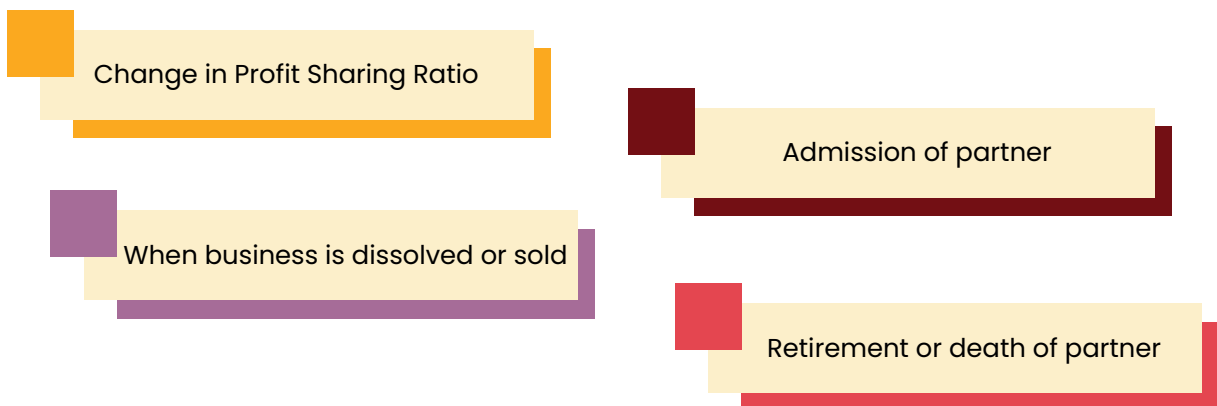 Change in Profit Sharing Ratio
Admission of partner
When business is dissolved or sold
Retirement or death of partner